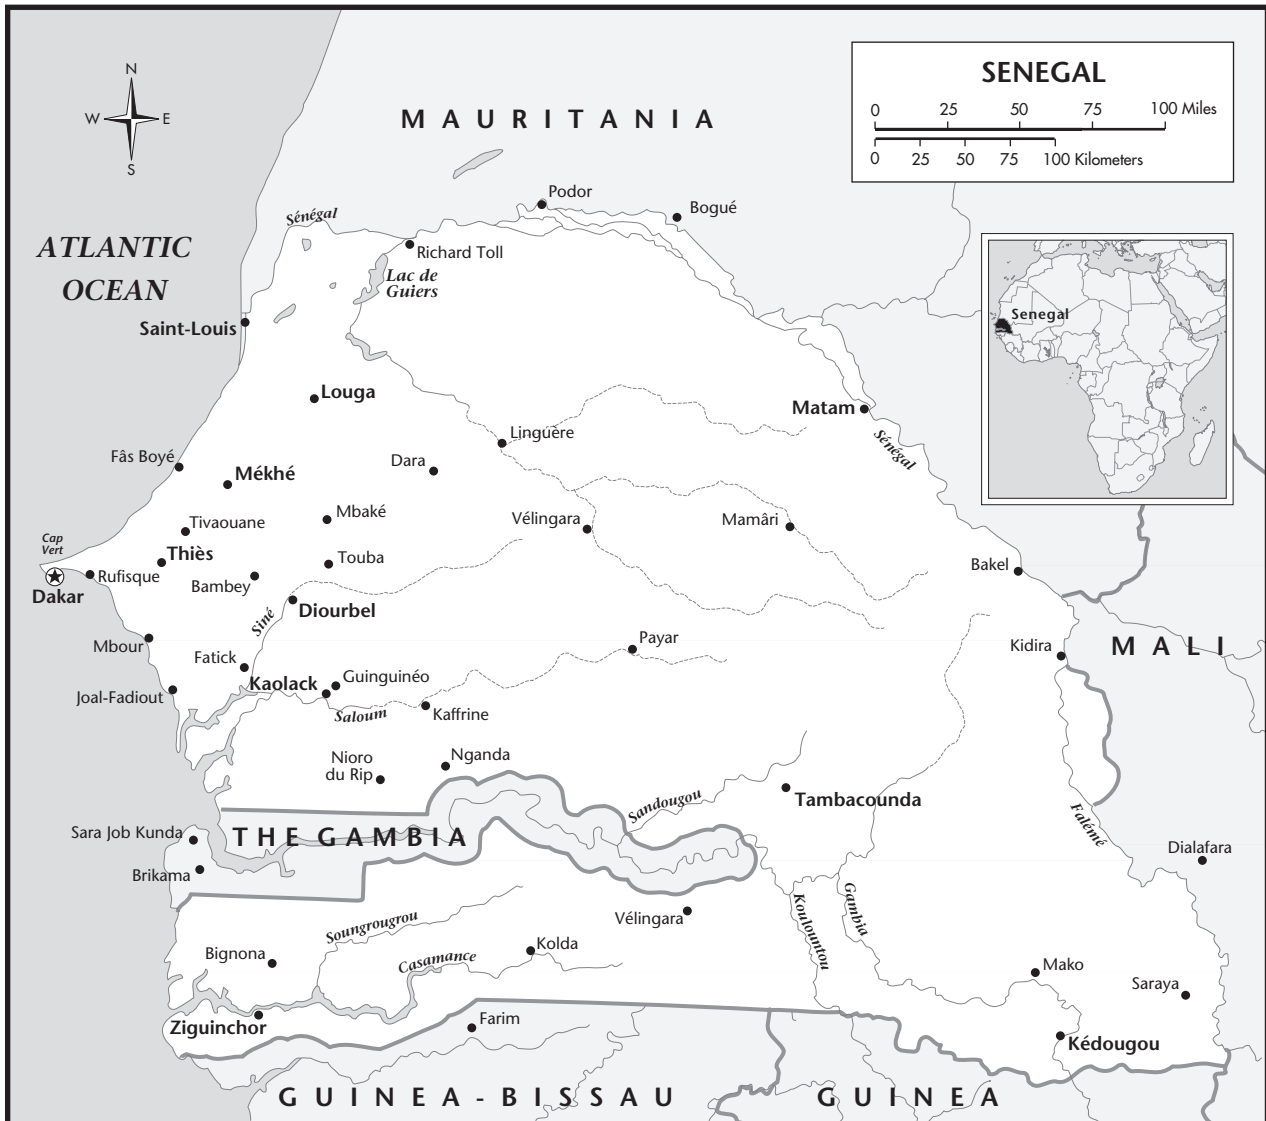 SENEGAL
0 25 50 75 100 Miles
0 25 50 75 100 Kilometers
N
W E
S
MAURITANIA
Podor
Bogué
Sénégal
Richard Toll
ATLANTIC
OCEAN
Lac de
Guiers
Senegal
Saint-Louis
Louga
Matam
Linguère
Sénégal
Fâs Boyé
Dara
Mékhé
Mbaké
Vélingara
Mamâri
Tivaouane
Cap
Vert
Thiès
Touba
Bakel
Rufisque
Bambey
Dakar
Diourbel
Siné
Mbour
Payar
Kidira
MALI
Fatick
Kaolack
Guinguinéo
Joal-Fadiout
Saloum
Kaffrine
Nioro
du Rip
Nganda
Sandougou
Tambacounda
Falémé
Sara Job Kunda
THE GAMBIA
Dialafara
Brikama
Koulountou
Gambia
Vélingara
Soungrougrou
Bignona
Casamance
Kolda
Mako
Saraya
Ziguinchor
Farim
Kédougou
GUINEA-BISSAU
GUINEA